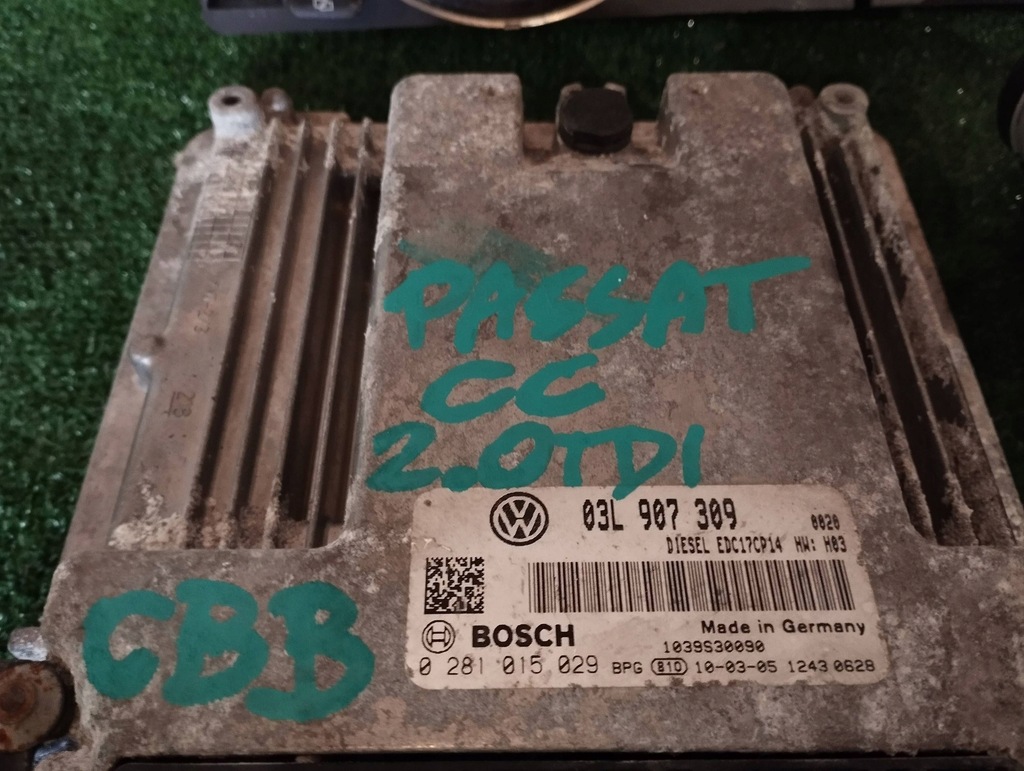 PASSAT
CC
2.0TDI
CBB
03L 907 309
0020
DIESEL EDC17CP14 HW: H03
BOSCH
Made in Germany
1039S30090
0 281 015 029 BPG 810 10-03-05 1243 0628